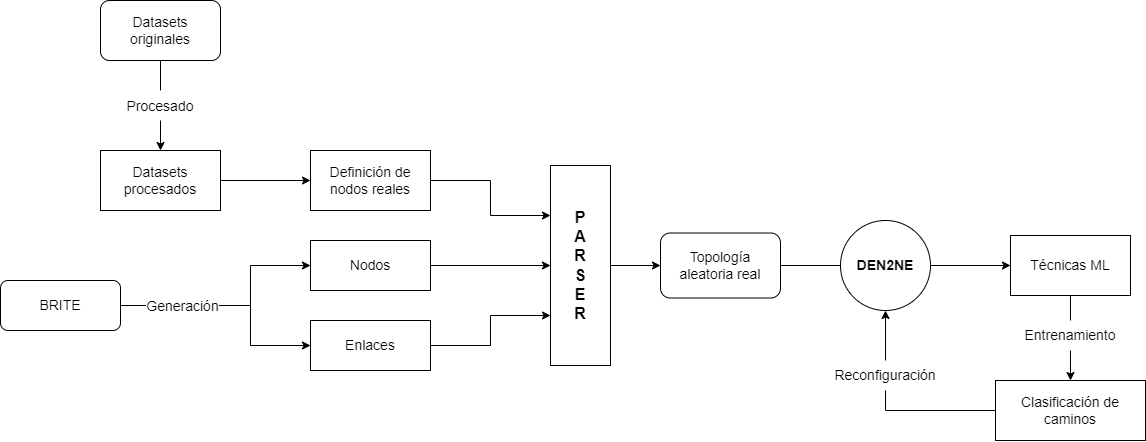 Datasets
originales
Procesado
Datasets
procesados
Definición de
nodos reales
BRITE
Generación
Nodos
Enlaces
P
A
R
S
E
R
Topología
aleatoria real
DEN2NE
Técnicas ML
Entrenamiento
Reconfiguración
Clasificación de
caminos